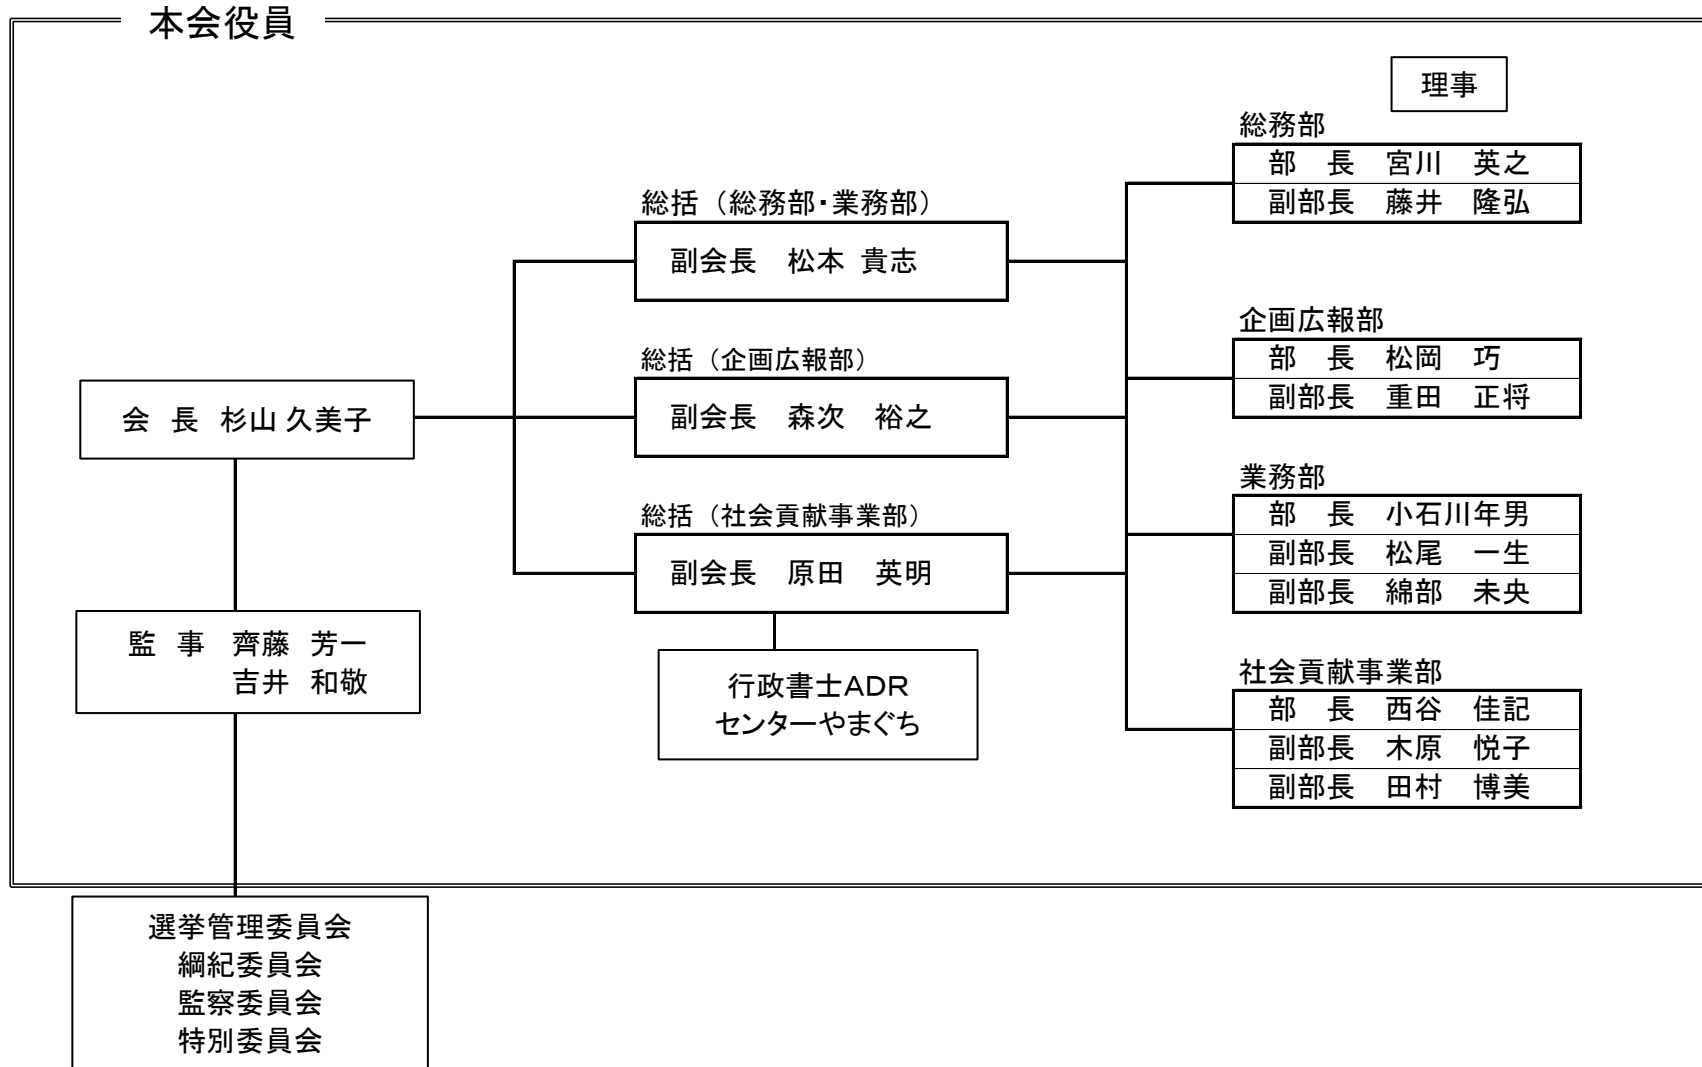 本会役員
理事
総務部
部　長　宮川　英之
副部長　藤井　隆弘
総括（総務部・業務部）
副会長　松本 貴志
企画広報部
部　長　松岡　巧
副部長　重田　正将
総括（企画広報部）
副会長　森次　裕之
会　長　杉山 久美子
業務部
部　長　小石川年男
副部長　松尾　一生
副部長　綿部　未央
総括（社会貢献事業部）
副会長　原田　英明
監　事　齊藤　芳一
吉井　和敬
行政書士ADR
センターやまぐち
社会貢献事業部
部　長　西谷　佳記
副部長　木原　悦子
副部長　田村　博美
選挙管理委員会
綱紀委員会
監察委員会
特別委員会